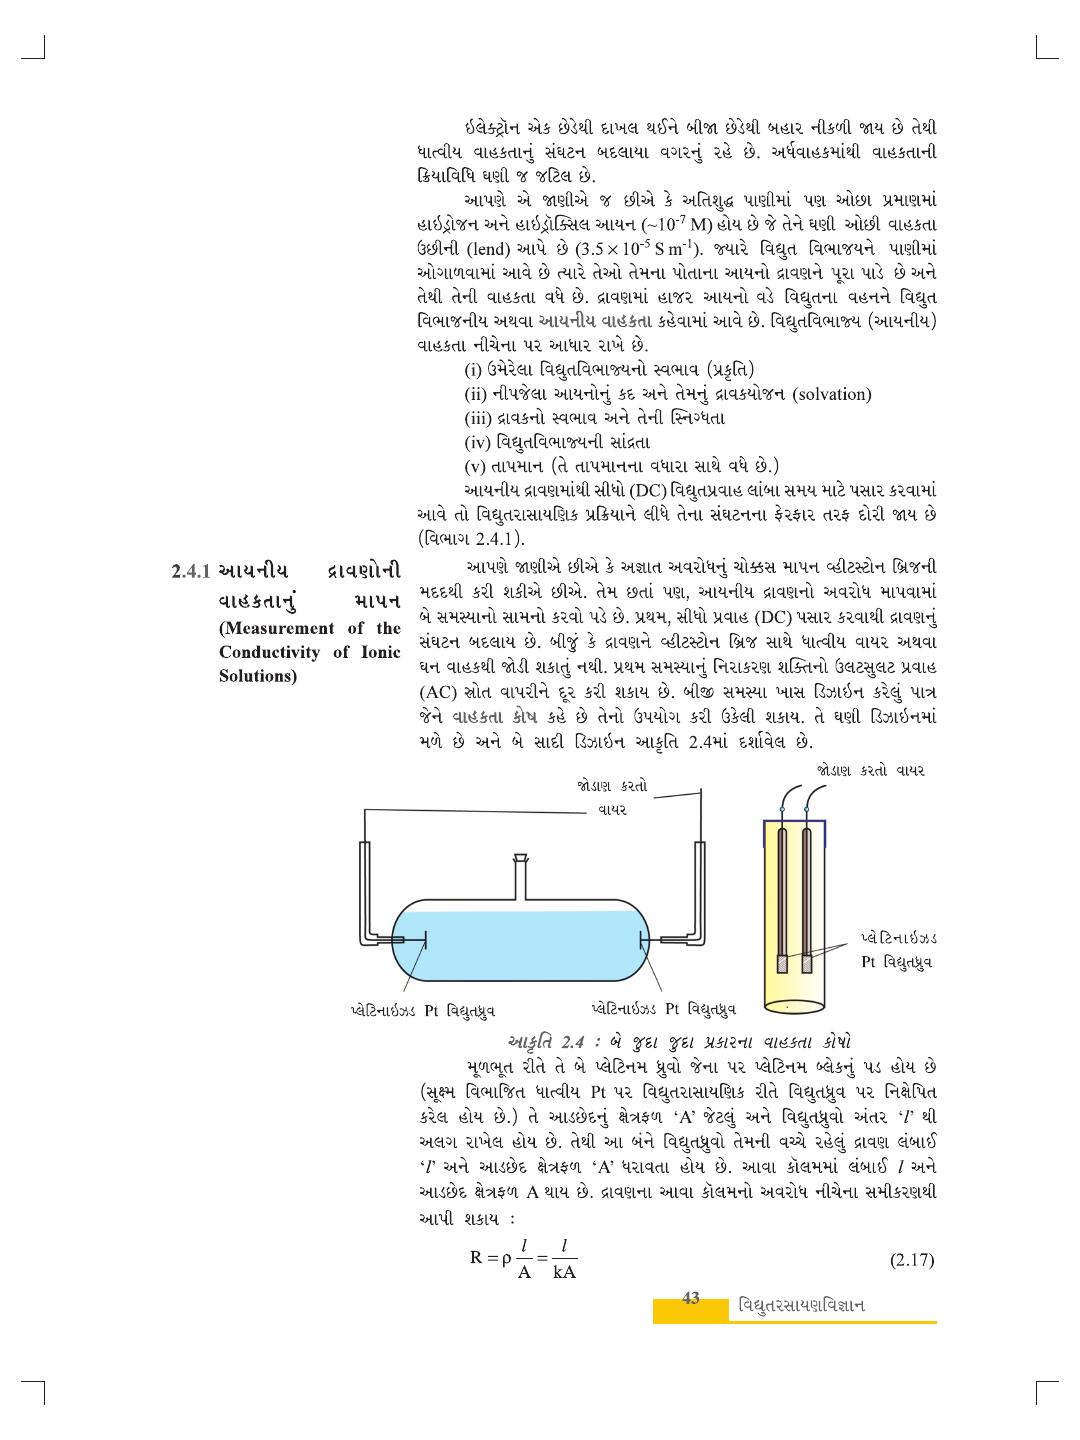 ઇલેક્ટ્રૉન એક છેડેથી દાખલ થઈને બીજા છેડેથી બહાર નીકળી જાય છે તેથી
ધાત્વીય વાહકતાનું સંઘટન બદલાયા વગરનું રહે છે. અર્ધવાહકમાંથી વાહકતાની
ક્રિયાવિધિ ઘણી જ જટિલ છે.
આપણે એ જાણીએ જ છીએ કે અતિશુદ્ધ પાણીમાં પણ ઓછા પ્રમાણમાં
હાઇડ્રોજન અને હાઇડ્રૉક્સિલ આયન (~10⁻⁷ M) હોય છે જે તેને ઘણી ઓછી વાહકતા
ઉછીની (lend) આપે છે (3.5 × 10⁻⁵ S m⁻¹). જ્યારે વિદ્યુત વિભાજયને પાણીમાં
ઓગાળવામાં આવે છે ત્યારે તેઓ તેમના પોતાના આયનો દ્રાવણને પૂરા પાડે છે અને
તેથી તેની વાહકતા વધે છે. દ્રાવણમાં હાજર આયનો વડે વિદ્યુતના વહનને વિદ્યુત
વિભાજનીય અથવા આયનીય વાહકતા કહેવામાં આવે છે. વિદ્યુતવિભાજ્ય (આયનીય)
વાહકતા નીચેના પર આધાર રાખે છે.
(i) ઉમેરેલા વિદ્યુતવિભાજ્યનો સ્વભાવ (પ્રકૃતિ)
(ii) નીપજેલા આયનોનું કદ અને તેમનું દ્રાવકયોજન (solvation)
(iii) દ્રાવકનો સ્વભાવ અને તેની સ્નિગ્ધતા
(iv) વિદ્યુતવિભાજ્યની સાંદ્રતા
(v) તાપમાન (તે તાપમાનના વધારા સાથે વધે છે.)
આયનીય દ્રાવણમાંથી સીધો (DC) વિદ્યુતપ્રવાહ લાંબા સમય માટે પસાર કરવામાં
આવે તો વિદ્યુતરાસાયણિક પ્રક્રિયાને લીધે તેના સંઘટનના ફેરફાર તરફ દોરી જાય છે
(વિભાગ 2.4.1).
2.4.1 આયનીય દ્રાવણોની
વાહકતાનું માપન
(Measurement of the
Conductivity of Ionic
Solutions)
આપણે જાણીએ છીએ કે અજ્ઞાત અવરોધનું ચોક્કસ માપન વ્હીટસ્ટોન બ્રિજની
મદદથી કરી શકીએ છીએ. તેમ છતાં પણ, આયનીય દ્રાવણનો અવરોધ માપવામાં
બે સમસ્યાનો સામનો કરવો પડે છે. પ્રથમ, સીધો પ્રવાહ (DC) પસાર કરવાથી દ્રાવણનું
સંઘટન બદલાય છે. બીજું કે દ્રાવણને વ્હીટસ્ટોન બ્રિજ સાથે ધાત્વીય વાયર અથવા
ઘન વાહકથી જોડી શકાતું નથી. પ્રથમ સમસ્યાનું નિરાકરણ શક્તિનો ઉલટસુલટ પ્રવાહ
(AC) સ્રોત વાપરીને દૂર કરી શકાય છે. બીજી સમસ્યા ખાસ ડિઝાઇન કરેલું પાત્ર
જેને વાહકતા કોષ કહે છે તેનો ઉપયોગ કરી ઉકેલી શકાય. તે ઘણી ડિઝાઇનમાં
મળે છે અને બે સાદી ડિઝાઇન આકૃતિ 2.4માં દર્શાવેલ છે.
જોડાણ કરતો
વાયર
જોડાણ કરતો વાયર
પ્લેટિનાઇઝડ
Pt વિદ્યુતધ્રુવ
પ્લેટિનાઇઝડ Pt વિદ્યુતધ્રુવ
પ્લેટિનાઇઝડ Pt વિદ્યુતધ્રુવ
આકૃતિ 2.4 : બે જુદા જુદા પ્રકારના વાહકતા કોષો
મૂળભૂત રીતે તે બે પ્લેટિનમ ધ્રુવો જેના પર પ્લેટિનમ બ્લેકનું પડ હોય છે
(સૂક્ષ્મ વિભાજિત ધાત્વીય Pt પર વિદ્યુતરાસાયણિક રીતે વિદ્યુતધ્રુવ પર નિક્ષેપિત
કરેલ હોય છે.) તે આડછેદનું ક્ષેત્રફળ ‘A’ જેટલું અને વિદ્યુતધ્રુવો અંતર ‘l’ થી
અલગ રાખેલ હોય છે. તેથી આ બંને વિદ્યુતધ્રુવો તેમની વચ્ચે રહેલું દ્રાવણ લંબાઈ
‘l’ અને આડછેદ ક્ષેત્રફળ ‘A’ ધરાવતા હોય છે. આવા કૉલમમાં લંબાઈ l અને
આડછેદ ક્ષેત્રફળ A થાય છે. દ્રાવણના આવા કૉલમનો અવરોધ નીચેના સમીકરણથી
આપી શકાય :
R = ρ l/A = l/kA (2.17)
43 વિદ્યુતરસાયણવિજ્ઞાન